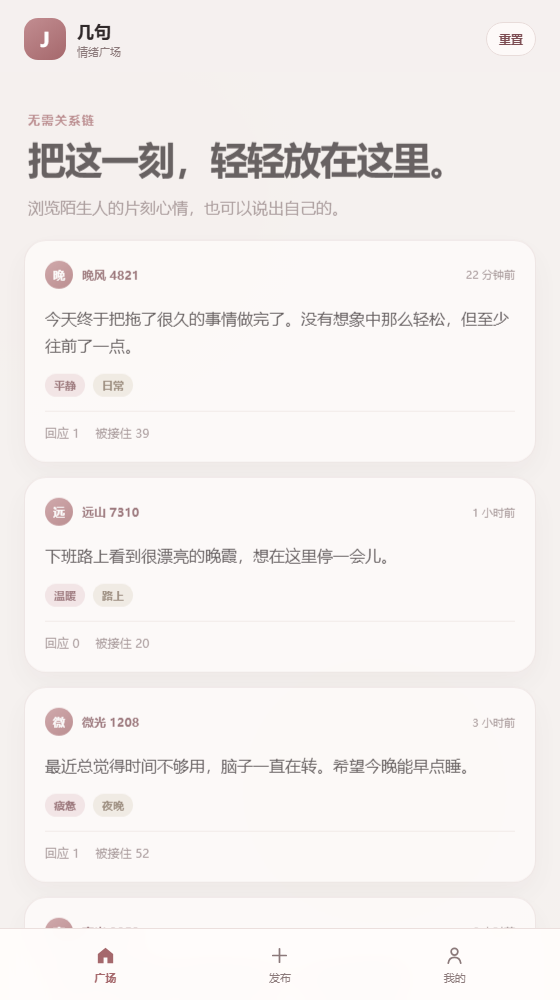 J
几句
情绪广场
重置
无需关系链
把这一刻，轻轻放在这里。
浏览陌生人的片刻心情，也可以说出自己的。
晚
晚风 4821
22 分钟前
今天终于把拖了很久的事情做完了。没有想象中那么轻松，但至少
往前了一点。
平静
日常
回应 1
被接住 39
远
远山 7310
1 小时前
下班路上看到很漂亮的晚霞，想在这里停一会儿。
温暖
路上
回应 0
被接住 20
微
微光 1208
3 小时前
最近总觉得时间不够用，脑子一直在转。希望今晚能早点睡。
疲惫
夜晚
回应 1
被接住 52
广场
发布
我的